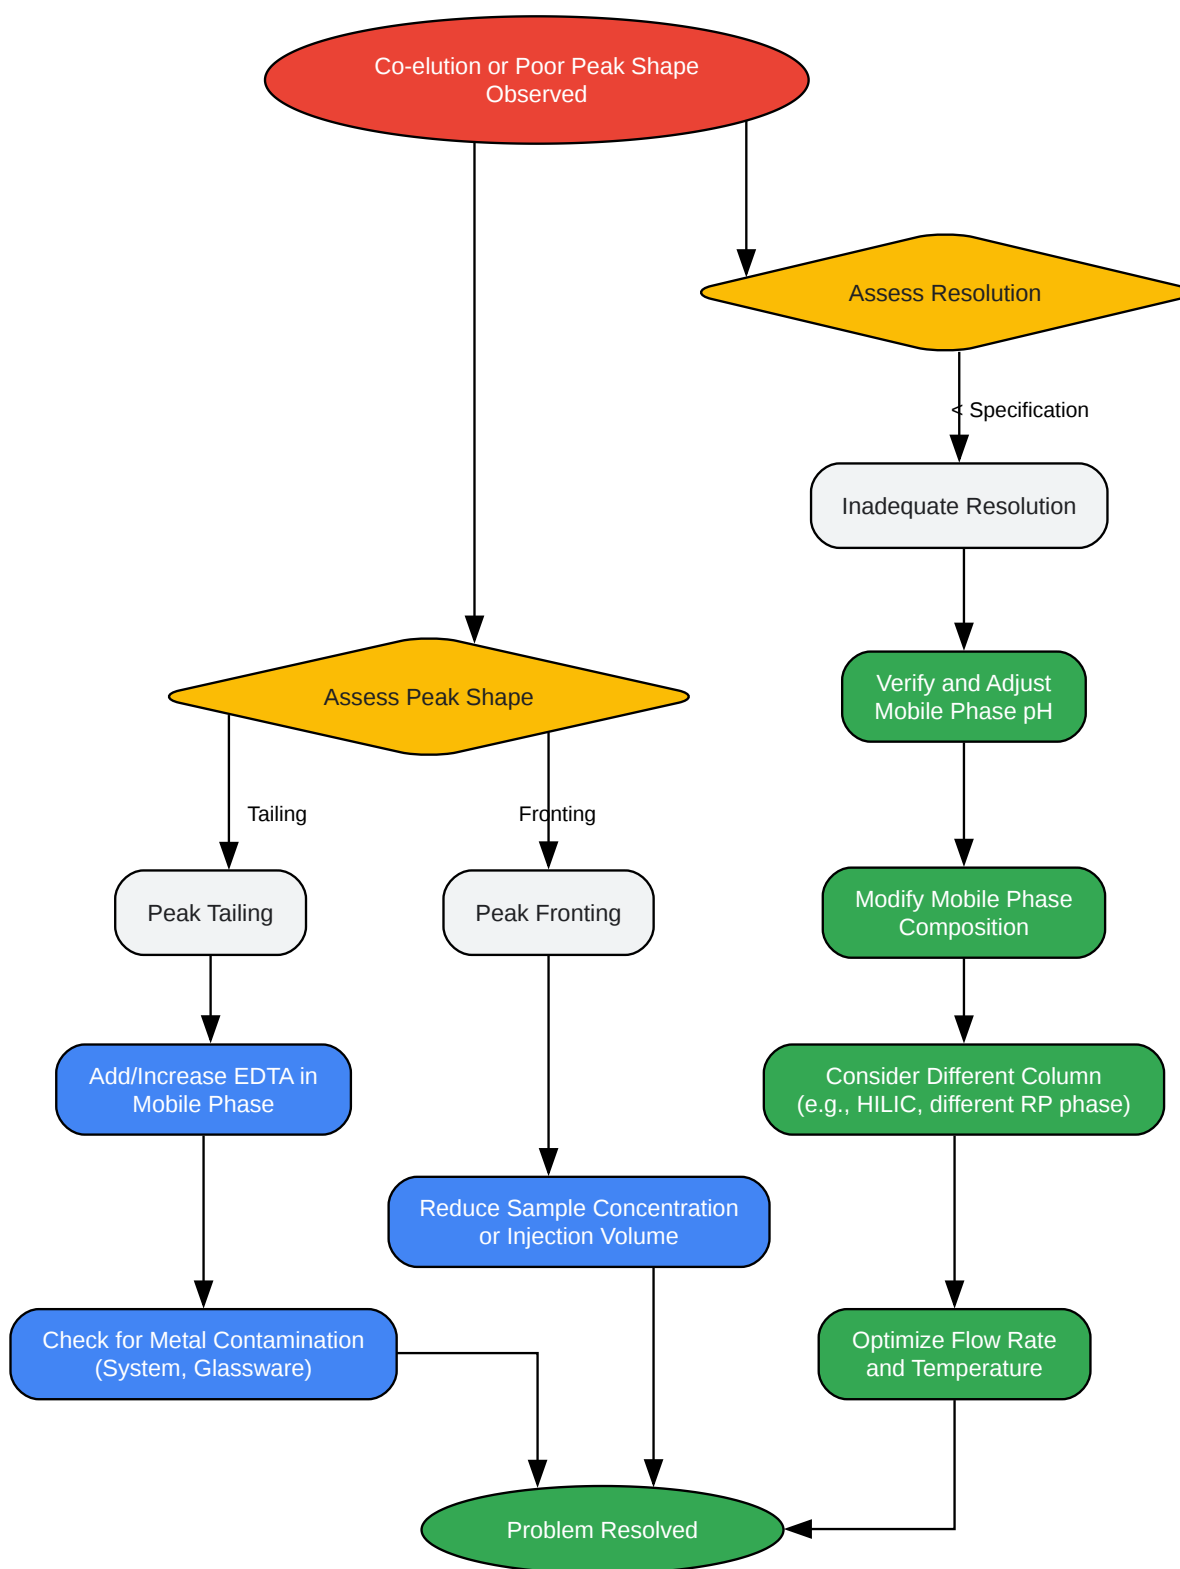 Co-elution or Poor Peak Shape
Observed
Assess Resolution
< Specification
Inadequate Resolution
Verify and Adjust
Mobile Phase pH
Assess Peak Shape
Tailing
Fronting
Peak Tailing
Peak Fronting
Modify Mobile Phase
Composition
Add/Increase EDTA in
Mobile Phase
Consider Different Column
(e.g., HILIC, different RP phase)
Reduce Sample Concentration
or Injection Volume
Check for Metal Contamination
(System, Glassware)
Optimize Flow Rate
and Temperature
Problem Resolved